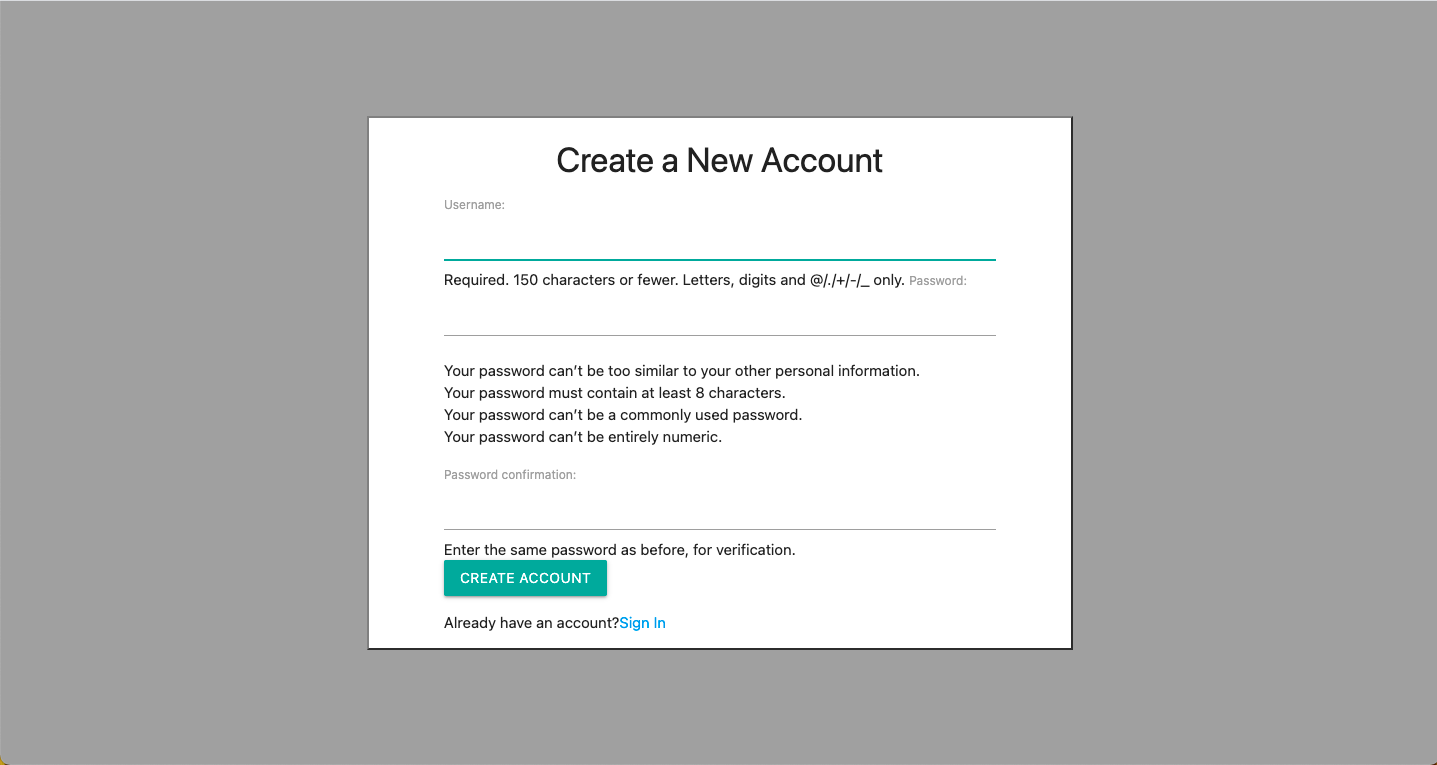 Create a New Account
Username:
Required. 150 characters or fewer. Letters, digits and @/./+/-/_ only. Password:
Your password can’t be too similar to your other personal information.
Your password must contain at least 8 characters.
Your password can’t be a commonly used password.
Your password can’t be entirely numeric.
Password confirmation:
Enter the same password as before, for verification.
CREATE ACCOUNT
Already have an account?Sign In